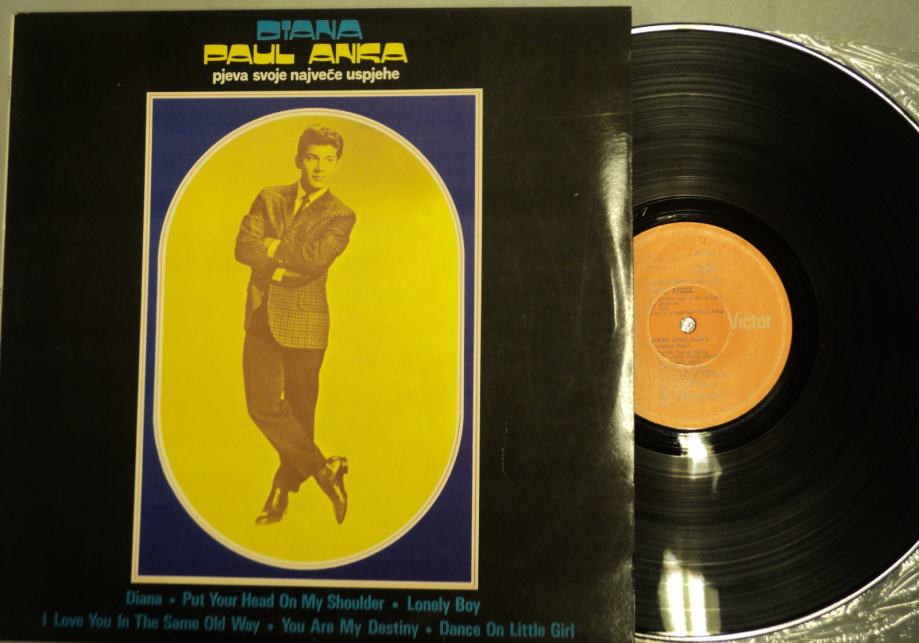 DIANA
PAUL ANKA
pjeva svoje najveće uspjehe
Diana • Put Your Head On My Shoulder • Lonely Boy
I Love You In The Same Old Way • You Are My Destiny • Dance On Little Girl
ANKA
Victor